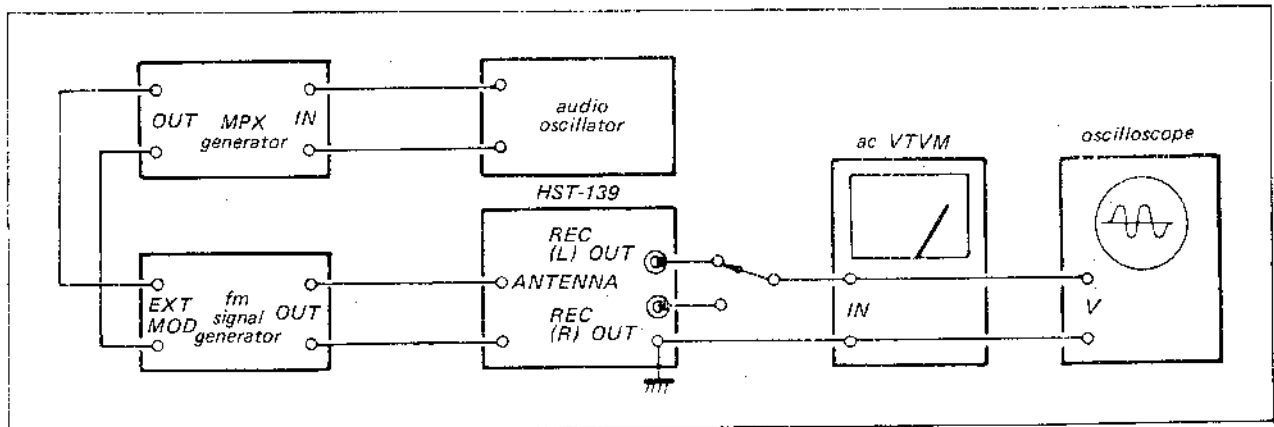 OUT
MPX
generator
IN
audio
oscillator
HST-139
ac VTVM
oscilloscope
EXT
MOD
fm
signal
generator
OUT
ANTENNA
REC
(L) OUT
REC
(R) OUT
IN
V